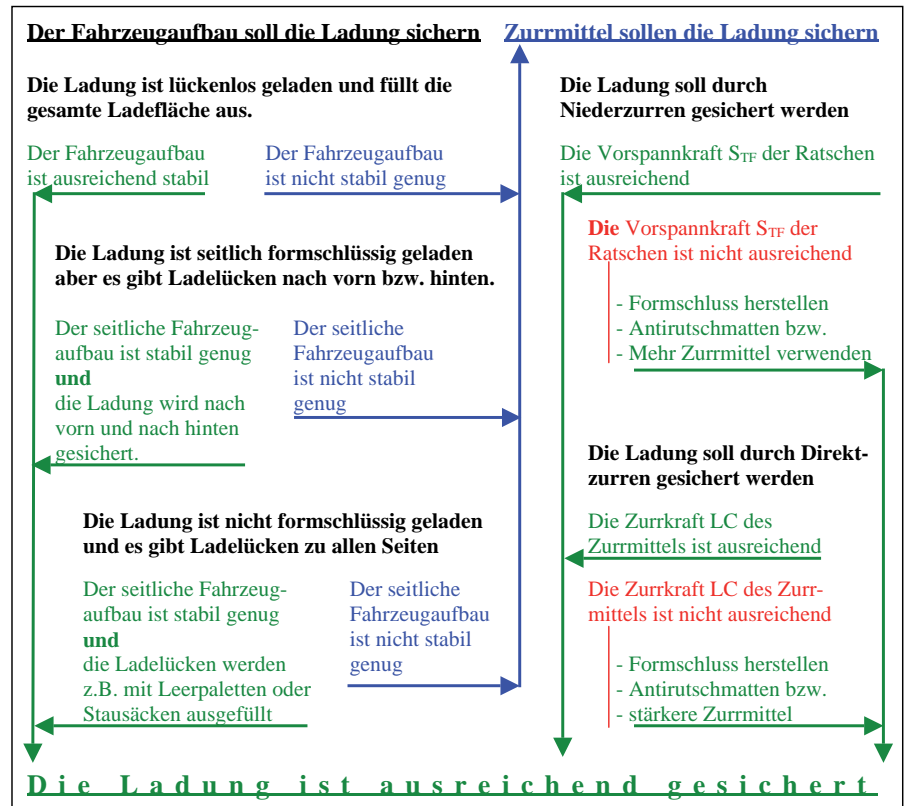 Der Fahrzeugaufbau soll die Ladung sichern
Die Ladung ist lückenlos geladen und füllt die
gesamte Ladefläche aus.
Der Fahrzeugaufbau
ist ausreichend stabil
Der Fahrzeugaufbau
ist nicht stabil genug
Die Ladung ist seitlich formschlüssig geladen
aber es gibt Ladelücken nach vorn bzw. hinten.
Der seitliche Fahrzeug-
aufbau ist stabil genug
und
die Ladung wird nach
vorn und nach hinten
gesichert.
Der seitliche
Fahrzeugaufbau
ist nicht stabil
genug
Die Ladung ist nicht formschlüssig geladen
und es gibt Ladelücken zu allen Seiten
Der seitliche Fahrzeug-
aufbau ist stabil genug
und
die Ladelücken werden
z.B. mit Leerpaletten oder
Stausäcken ausgefüllt
Der seitliche
Fahrzeugaufbau
ist nicht stabil
genug
Zurrmittel sollen die Ladung sichern
Die Ladung soll durch
Niederzurren gesichert werden
Die Vorspannkraft STF der Ratschen
ist ausreichend
Die Vorspannkraft STF der
Ratschen ist nicht ausreichend
- Formschluss herstellen
- Antirutschmatten bzw.
- Mehr Zurrmittel verwenden
Die Ladung soll durch Direkt-
zurren gesichert werden
Die Zurrkraft LC des
Zurrmittels ist ausreichend
Die Zurrkraft LC des Zurr-
mittels ist nicht ausreichend
- Formschluss herstellen
- Antirutschmatten bzw.
- stärkere Zurrmittel
Die Ladung ist ausreichend gesichert